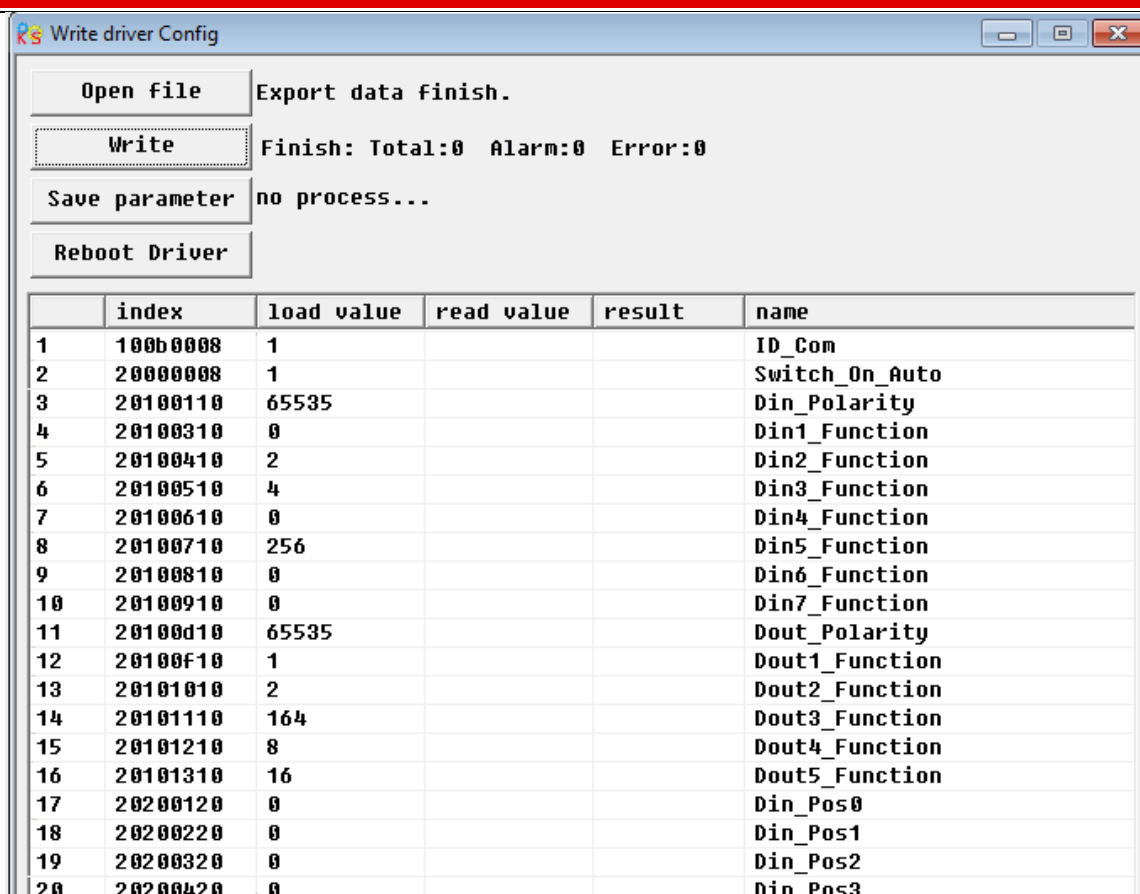 Write driver Config
Open file Export data finish.
Write Finish: Total:0 Alarm:0 Error:0
Save parameter no process...
Reboot Driver
index load value read value result name
1 100b0008 1 ID_Com
2 20000008 1 Switch_On_Auto
3 20100110 65535 Din_Polarity
4 20100310 0 Din1_Function
5 20100410 2 Din2_Function
6 20100510 4 Din3_Function
7 20100610 0 Din4_Function
8 20100710 256 Din5_Function
9 20100810 0 Din6_Function
10 20100910 0 Din7_Function
11 20100d10 65535 Dout_Polarity
12 20100f10 1 Dout1_Function
13 20101010 2 Dout2_Function
14 20101110 164 Dout3_Function
15 20101210 8 Dout4_Function
16 20101310 16 Dout5_Function
17 20200120 0 Din_Pos0
18 20200220 0 Din_Pos1
19 20200320 0 Din_Pos2
20 20200420 0 Din_Pos3